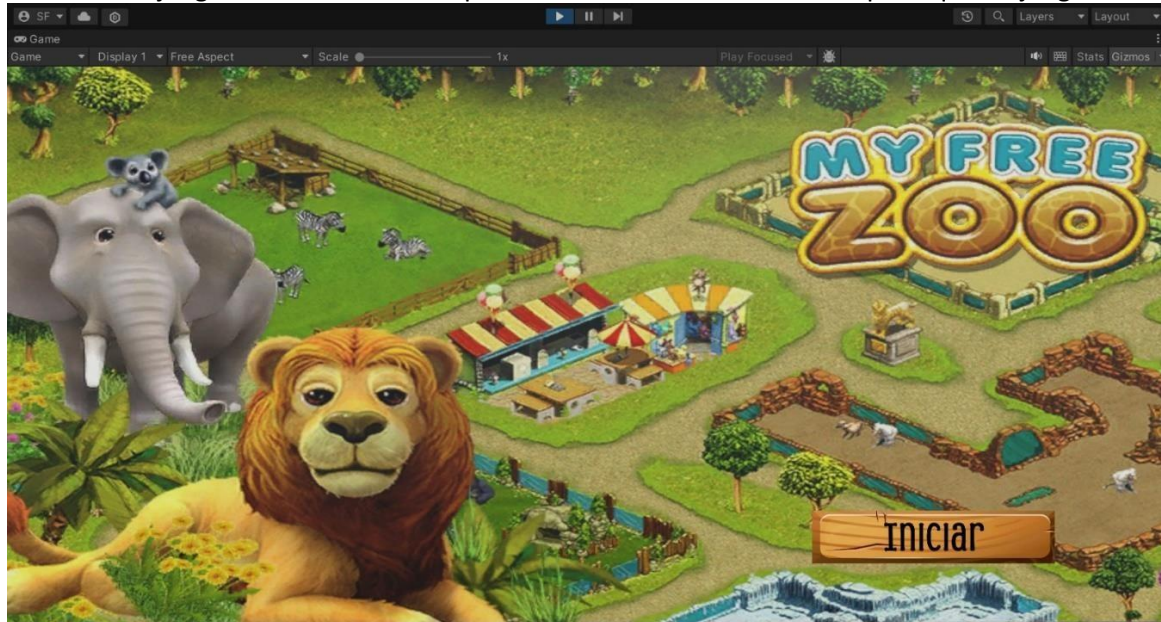 SF
Layers
Layout
Game
Game
Display 1
Free Aspect
Scale
1x
Play Focused
Stats
Gizmos
MY FREE
ZOO
Iniciar